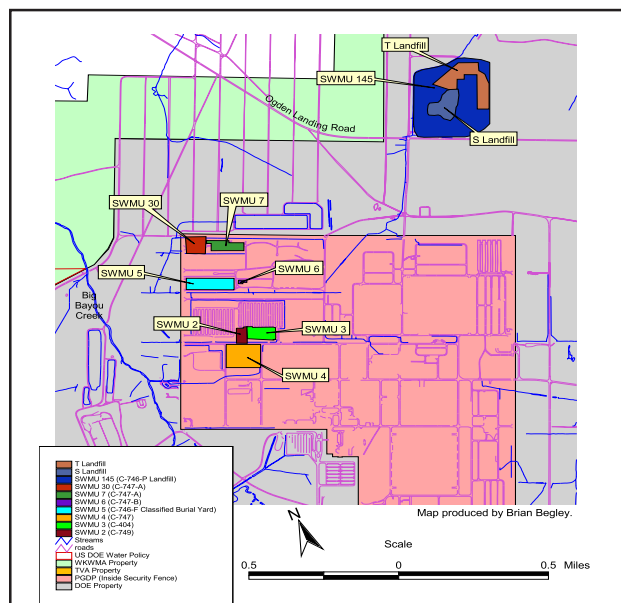 T Landfill
SWMU 145
Ogden Landing Road
S Landfill
SWMU 30
SWMU 7
SWMU 5
SWMU 6
Big
Bayou
Creek
SWMU 2
SWMU 3
SWMU 4
T Landfill
S Landfill
SWMU 145 (C-746-P Landfill)
SWMU 30 (C-747-A)
SWMU 7 (C-747-A)
SWMU 6 (C-747-B)
SWMU 5 (C-746-F Classified Burial Yard)
SWMU 4 (C-747)
SWMU 3 (C-404)
SWMU 2 (C-749)
Streams
roads
US DOE Water Policy
WKWMA Property
TVA Property
PGDP (Inside Security Fence)
DOE Property
Map produced by Brian Begley.
N
Scale
0.5 0 0.5 Miles